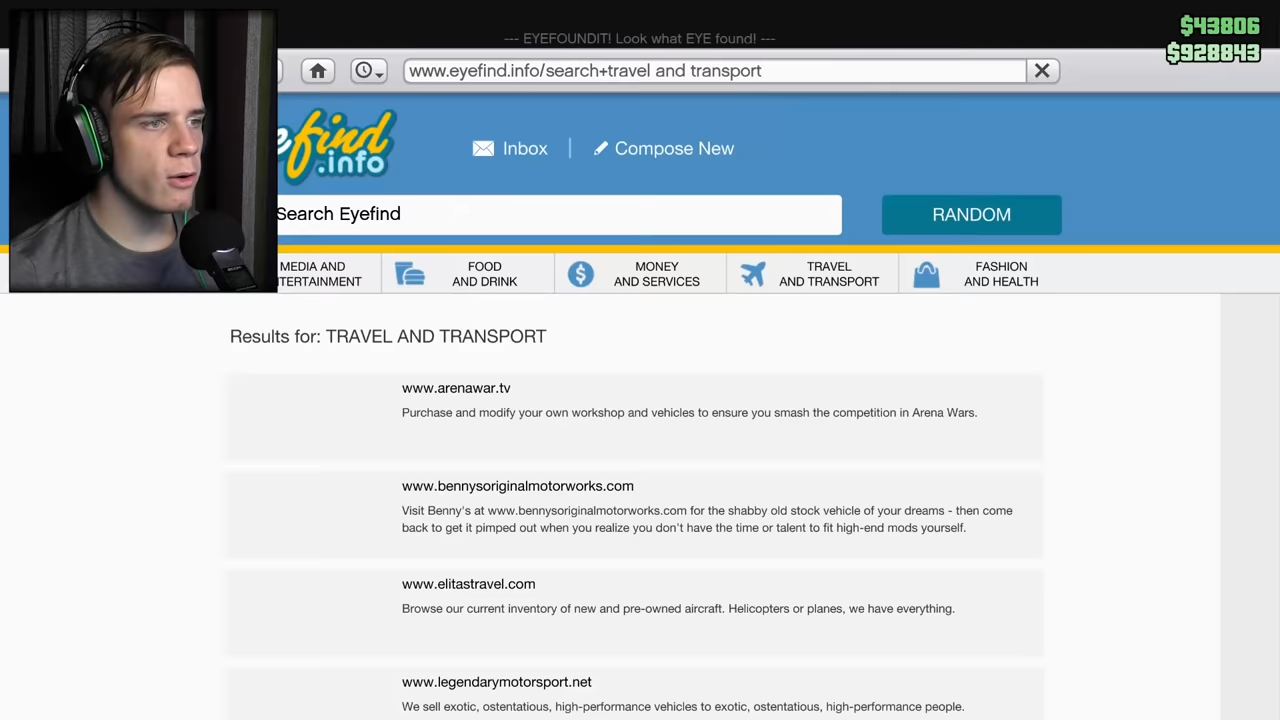 $43806
--- EYEFOUNDIT! Look what EYE found! ---
$928843
www.eyefind.info/search+travel and transport
find
.info
Inbox
Compose New
Search Eyefind
RANDOM
MEDIA AND
FOOD
AND DRINK
MONEY
AND SERVICES
TRAVEL
AND TRANSPORT
FASHION
AND HEALTH
Results for: TRAVEL AND TRANSPORT
www.arenawar.tv
Purchase and modify your own workshop and vehicles to ensure you smash the competition in Arena Wars.
www.bennysoriginalmotorworks.com
Visit Benny's at www.bennysoriginalmotorworks.com for the shabby old stock vehicle of your dreams - then come
back to get it pimped out when you realize you don't have the time or talent to fit high-end mods yourself.
www.elitastravel.com
Browse our current inventory of new and pre-owned aircraft. Helicopters or planes, we have everything.
www.legendarymotorsport.net
We sell exotic, ostentatious, high-performance vehicles to exotic, ostentatious, high-performance people.